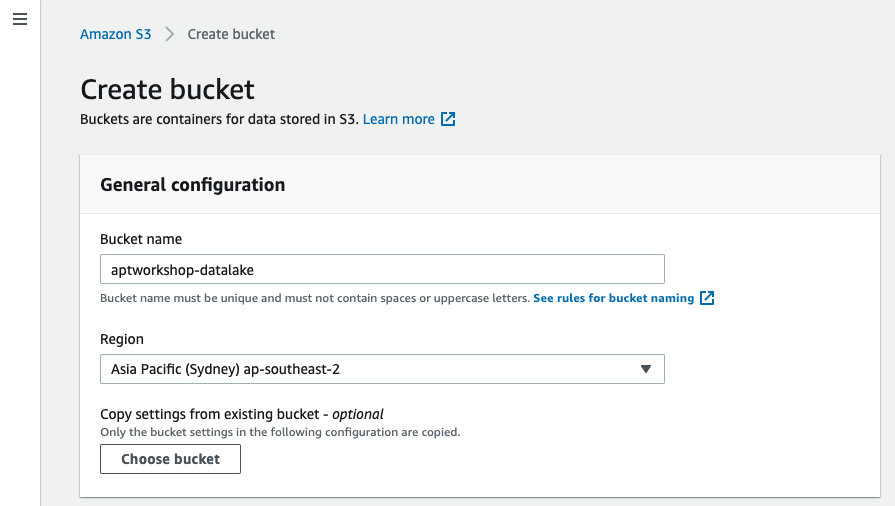 Amazon S3 > Create bucket
Create bucket
Buckets are containers for data stored in S3. Learn more
General configuration
Bucket name
aptworkshop-datalake
Bucket name must be unique and must not contain spaces or uppercase letters. See rules for bucket naming
Region
Asia Pacific (Sydney) ap-southeast-2
Copy settings from existing bucket - optional
Only the bucket settings in the following configuration are copied.
Choose bucket